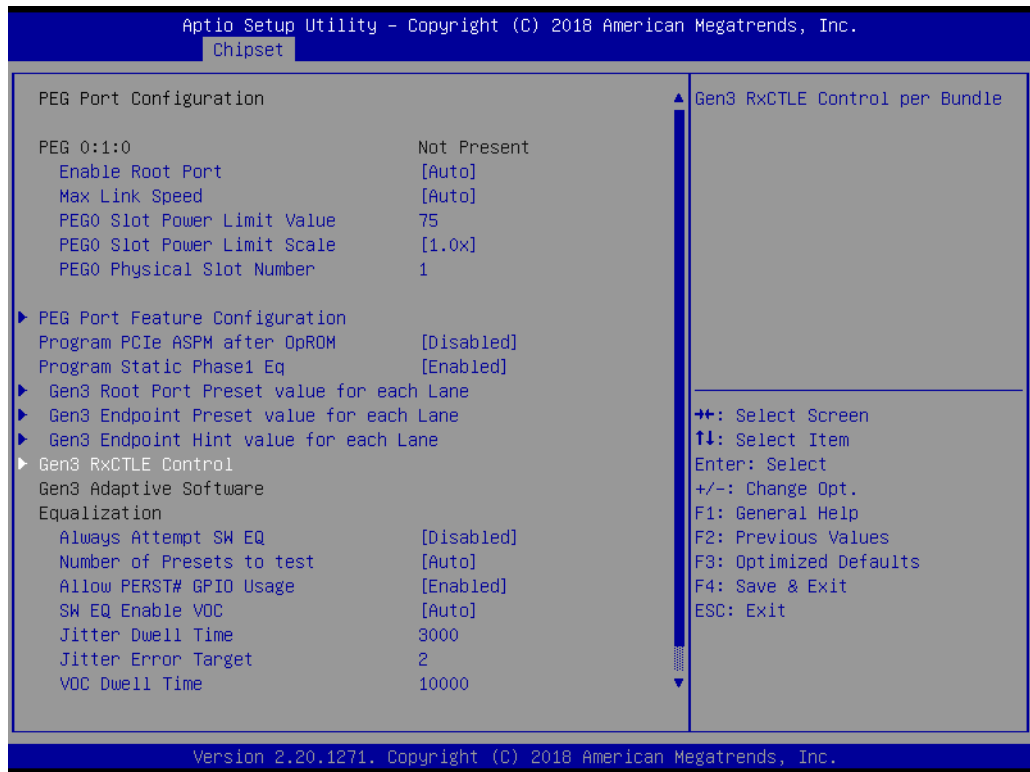 Aptio Setup Utility – Copyright (C) 2018 American Megatrends, Inc.
Chipset
PEG Port Configuration
PEG 0:1:0 Not Present
Enable Root Port [Auto]
Max Link Speed [Auto]
PEG0 Slot Power Limit Value 75
PEG0 Slot Power Limit Scale [1.0x]
PEG0 Physical Slot Number 1
PEG Port Feature Configuration
Program PCIe ASPM after OpROM [Disabled]
Program Static Phase1 Eq [Enabled]
Gen3 Root Port Preset value for each Lane
Gen3 Endpoint Preset value for each Lane
Gen3 Endpoint Hint value for each Lane
Gen3 RxCTLE Control
Gen3 Adaptive Software
Equalization
Always Attempt SW EQ [Disabled]
Number of Presets to test [Auto]
Allow PERST# GPIO Usage [Enabled]
SW EQ Enable VOC [Auto]
Jitter Dwell Time 3000
Jitter Error Target 2
VOC Dwell Time 10000
Gen3 RxCTLE Control per Bundle
→←: Select Screen
↑↓: Select Item
Enter: Select
+/-: Change Opt.
F1: General Help
F2: Previous Values
F3: Optimized Defaults
F4: Save & Exit
ESC: Exit
Version 2.20.1271. Copyright (C) 2018 American Megatrends, Inc.